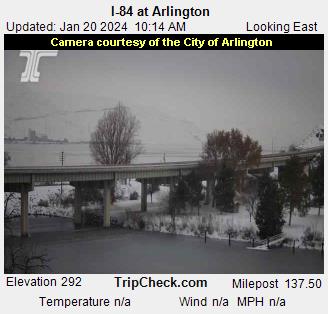 I-84 at Arlington
Updated: Jan 20 2024 10:14 AM Looking East
Camera courtesy of the City of Arlington
Elevation 292 TripCheck.com Milepost 137.50
Temperature n/a Wind n/a MPH n/a